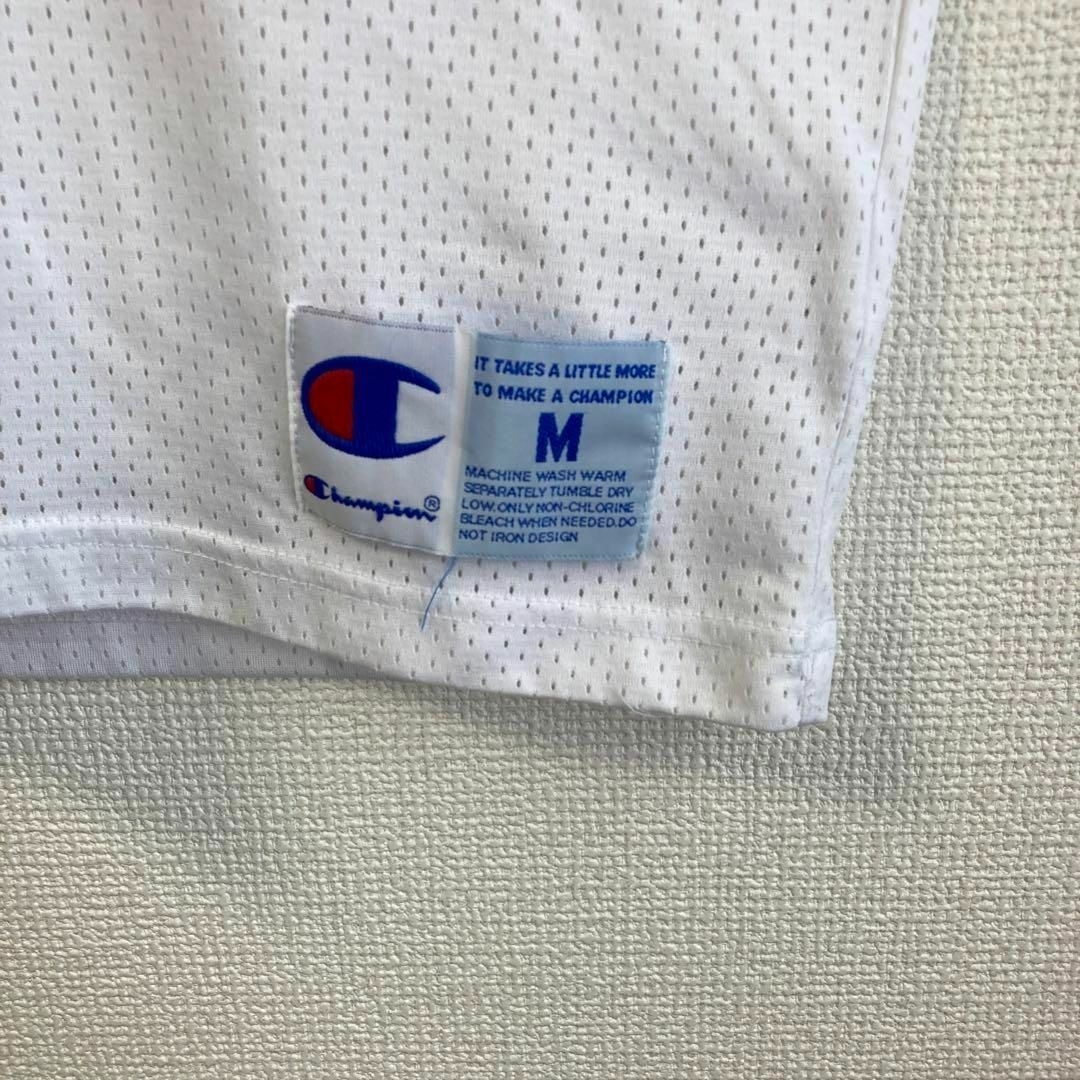 Champion®
IT TAKES A LITTLE MORE
TO MAKE A CHAMPION
M
MACHINE WASH WARM
SEPARATELY TUMBLE DRY
LOW. ONLY NON-CHLORINE
BLEACH WHEN NEEDED. DO
NOT IRON DESIGN